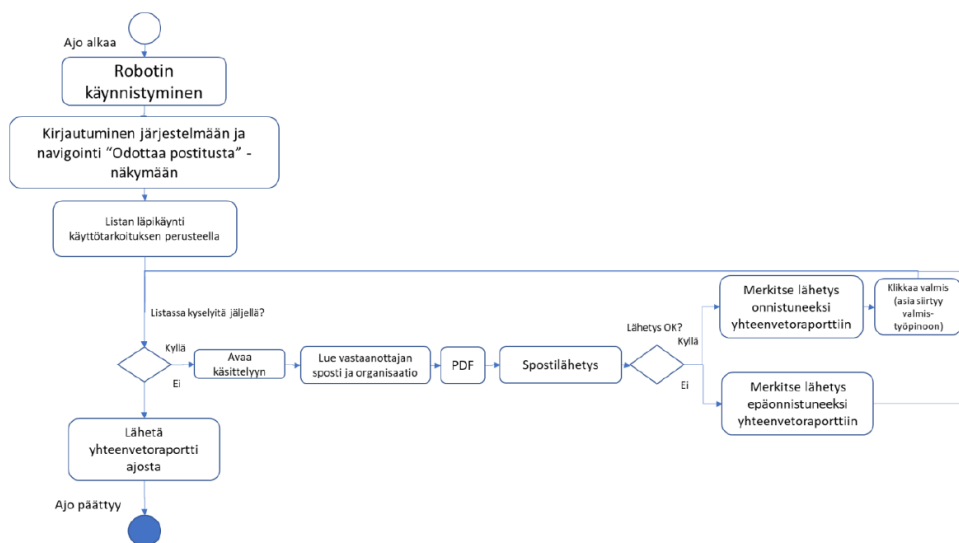 Ajo alkaa
Robotin
käynnistyminen
Kirjautuminen järjestelmään ja
navigointi “Odottaa postitusta” -
näkymään
Listan läpikäynti
käyttötarkoituksen perusteella
Listassa kyselyitä jäljellä?
Kyllä
Ei
Avaa
käsittelyyn
Lue vastaanottajan
sposti ja organisaatio
PDF
Spostilähetys
Lähetys OK?
Kyllä
Ei
Merkitse lähetys
onnistuneeksi
yhteenvetoraporttiin
Klikkaa valmis
(asia siirtyy
valmis-
työpinoon)
Merkitse lähetys
epäonnistuneeksi
yhteenvetoraporttiin
Lähetä
yhteenvetoraportti
ajosta
Ajo päättyy